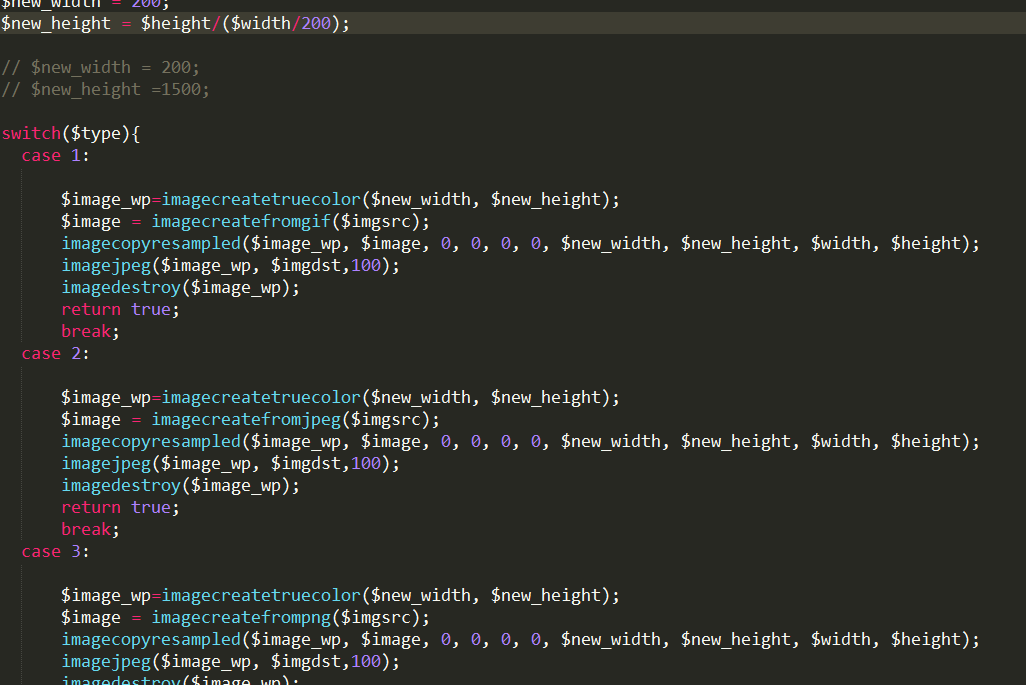 $new_width = 200;
$new_height = $height/($width/200);
// $new_width = 200;
// $new_height =1500;
switch($type){
case 1:
$image_wp=imagecreatetruecolor($new_width, $new_height);
$image = imagecreatefromgif($imgsrc);
imagecopyresampled($image_wp, $image, 0, 0, 0, 0, $new_width, $new_height, $width, $height);
imagejpeg($image_wp, $imgdst,100);
imagedestroy($image_wp);
return true;
break;
case 2:
$image_wp=imagecreatetruecolor($new_width, $new_height);
$image = imagecreatefromjpeg($imgsrc);
imagecopyresampled($image_wp, $image, 0, 0, 0, 0, $new_width, $new_height, $width, $height);
imagejpeg($image_wp, $imgdst,100);
imagedestroy($image_wp);
return true;
break;
case 3:
$image_wp=imagecreatetruecolor($new_width, $new_height);
$image = imagecreatefrompng($imgsrc);
imagecopyresampled($image_wp, $image, 0, 0, 0, 0, $new_width, $new_height, $width, $height);
imagejpeg($image_wp, $imgdst,100);
imagedestroy($image_wp);